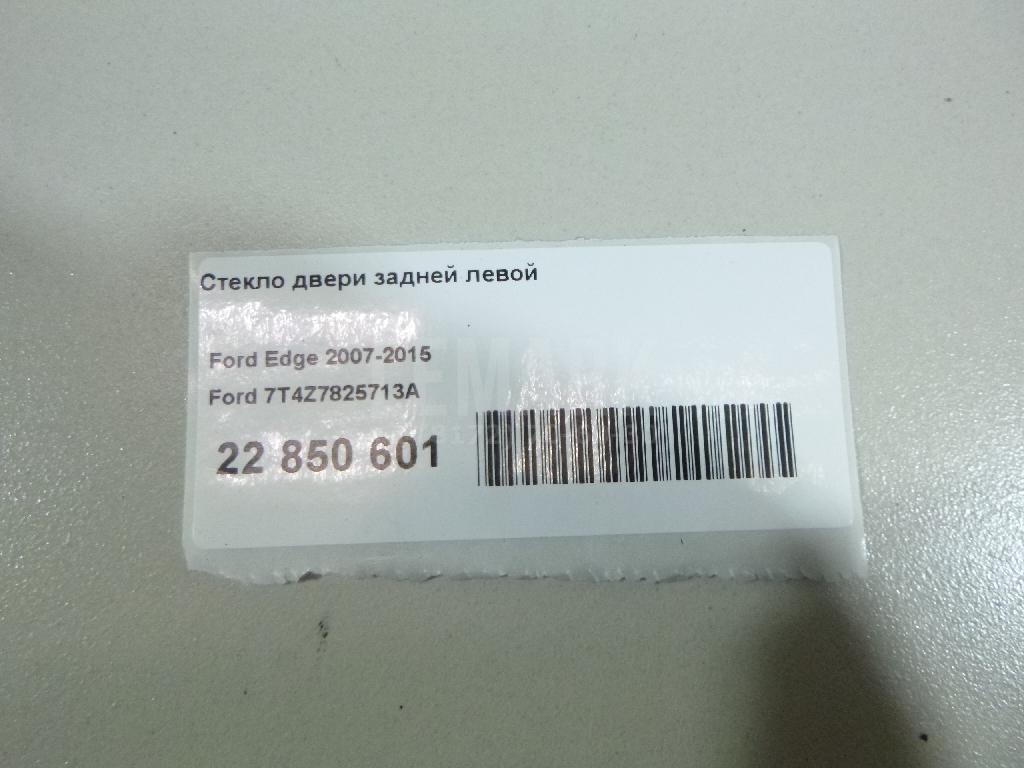 Стекло двери задней левой
Ford Edge 2007-2015
Ford 7T4Z7825713A
22 850 601